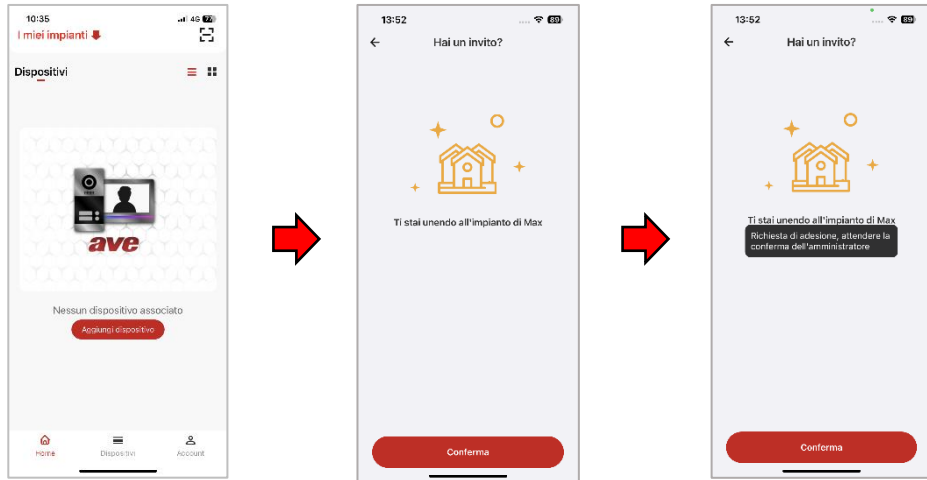 10:35
4G 77
I miei impianti
Dispositivi
ave
Nessun dispositivo associato
Aggiungi dispositivo
Home
Dispositivi
Account
13:52
89
Hai un invito?
Ti stai unendo all'impianto di Max
Conferma
13:52
89
Hai un invito?
Ti stai unendo all'impianto di Max
Richiesta di adesione, attendere la
conferma dell'amministratore
Conferma